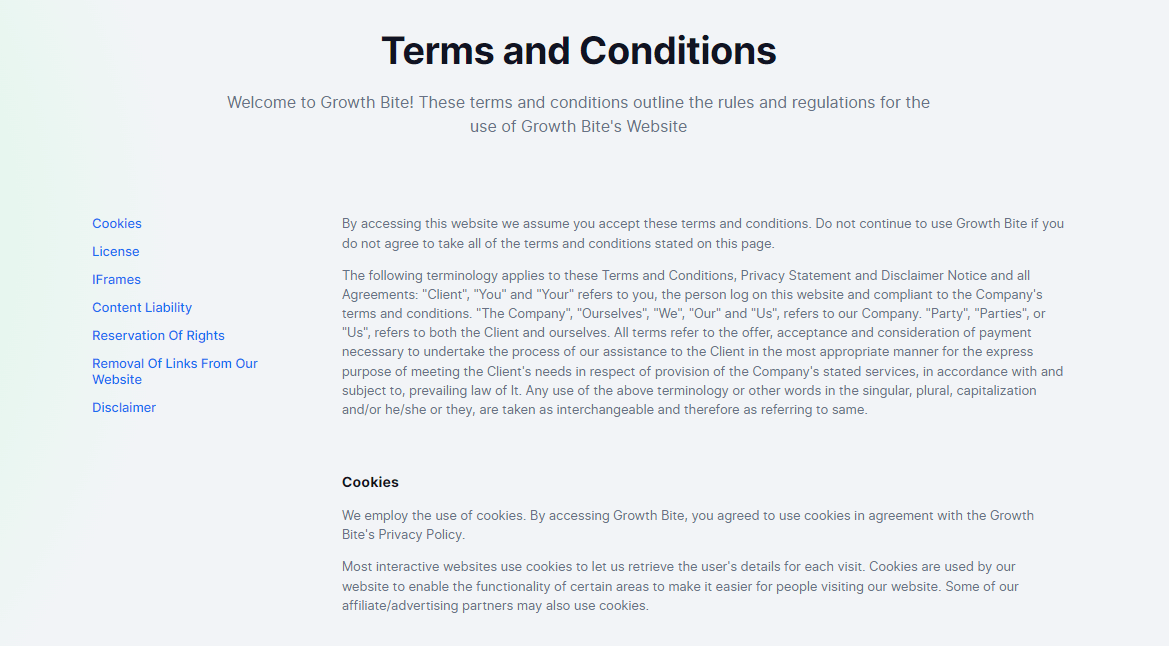 Terms and Conditions
Welcome to Growth Bite! These terms and conditions outline the rules and regulations for the
use of Growth Bite's Website
Cookies
License
IFrames
Content Liability
Reservation Of Rights
Removal Of Links From Our
Website
Disclaimer
By accessing this website we assume you accept these terms and conditions. Do not continue to use Growth Bite if you
do not agree to take all of the terms and conditions stated on this page.
The following terminology applies to these Terms and Conditions, Privacy Statement and Disclaimer Notice and all
Agreements: "Client", "You" and "Your" refers to you, the person log on this website and compliant to the Company's
terms and conditions. "The Company", "Ourselves", "We", "Our" and "Us", refers to our Company. "Party", "Parties", or
"Us", refers to both the Client and ourselves. All terms refer to the offer, acceptance and consideration of payment
necessary to undertake the process of our assistance to the Client in the most appropriate manner for the express
purpose of meeting the Client's needs in respect of provision of the Company's stated services, in accordance with and
subject to, prevailing law of It. Any use of the above terminology or other words in the singular, plural, capitalization
and/or he/she or they, are taken as interchangeable and therefore as referring to same.
Cookies
We employ the use of cookies. By accessing Growth Bite, you agreed to use cookies in agreement with the Growth
Bite's Privacy Policy.
Most interactive websites use cookies to let us retrieve the user's details for each visit. Cookies are used by our
website to enable the functionality of certain areas to make it easier for people visiting our website. Some of our
affiliate/advertising partners may also use cookies.